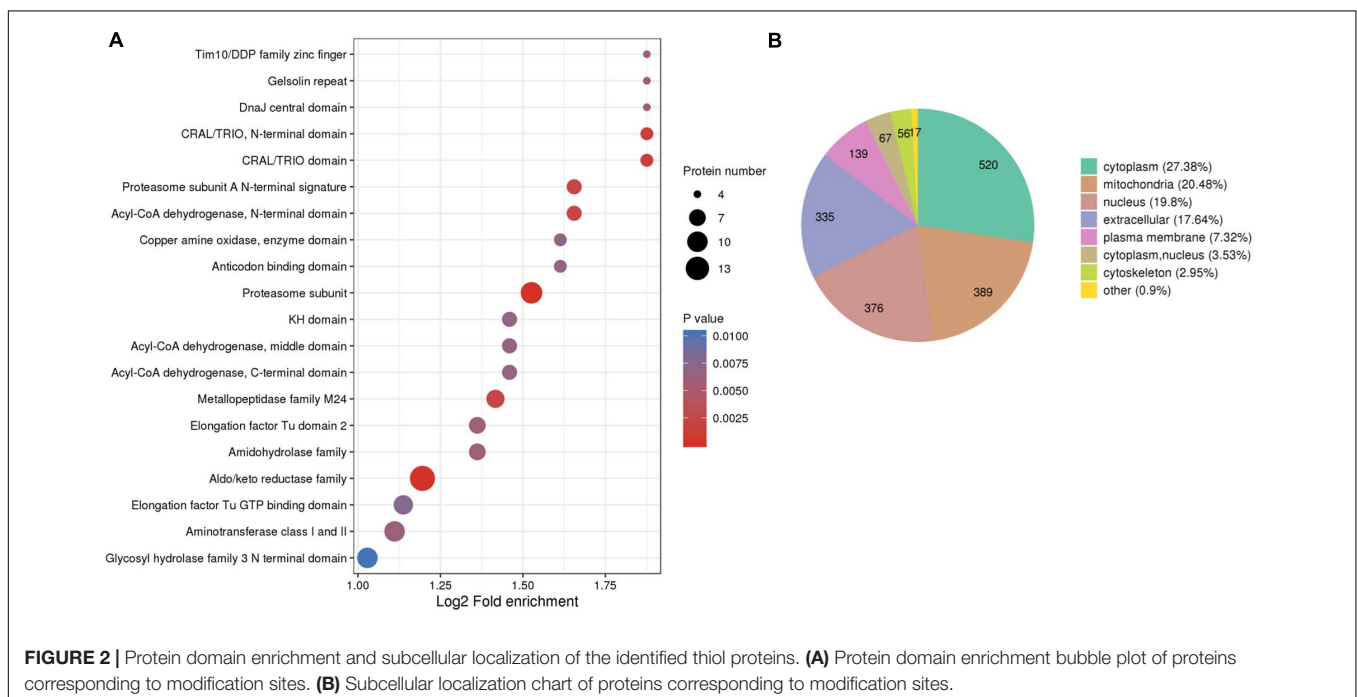 A
Tim10/DDP family zinc finger
Gelsolin repeat
DnaJ central domain
CRAL/TRIO, N-terminal domain
CRAL/TRIO domain
Proteasome subunit A N-terminal signature
Acyl-CoA dehydrogenase, N-terminal domain
Copper amine oxidase, enzyme domain
Anticodon binding domain
Proteasome subunit
KH domain
Acyl-CoA dehydrogenase, middle domain
Acyl-CoA dehydrogenase, C-terminal domain
Metallopeptidase family M24
Elongation factor Tu domain 2
Amidohydrolase family
Aldo/keto reductase family
Elongation factor Tu GTP binding domain
Aminotransferase class I and II
Glycosyl hydrolase family 3 N terminal domain
1.00 1.25 1.50 1.75
Log2 Fold enrichment
Protein number
4
7
10
13
P value
0.0100
0.0075
0.0050
0.0025
B
520
389
376
335
139
67
56
17
cytoplasm (27.38%)
mitochondria (20.48%)
nucleus (19.8%)
extracellular (17.64%)
plasma membrane (7.32%)
cytoplasm,nucleus (3.53%)
cytoskeleton (2.95%)
other (0.9%)
FIGURE 2 | Protein domain enrichment and subcellular localization of the identified thiol proteins. (A) Protein domain enrichment bubble plot of proteins
corresponding to modification sites. (B) Subcellular localization chart of proteins corresponding to modification sites.